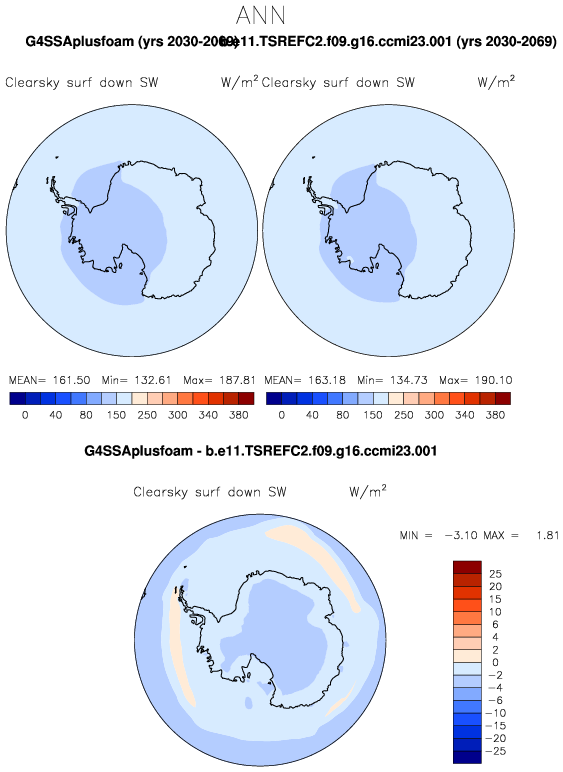 ANN
G4SSAplusfoam (yrs 2030-2069) b.e11.TSREFC2.f09.g16.ccmi23.001 (yrs 2030-2069)
Clearsky surf down SW W/m² Clearsky surf down SW W/m²
MEAN= 161.50 Min= 132.61 Max= 187.81 MEAN= 163.18 Min= 134.73 Max= 190.10
0 40 80 150 250 300 340 380 0 40 80 150 250 300 340 380
G4SSAplusfoam - b.e11.TSREFC2.f09.g16.ccmi23.001
Clearsky surf down SW W/m²
MIN = -3.10 MAX = 1.81
25
20
15
10
6
4
2
0
-2
-4
-6
-10
-15
-20
-25